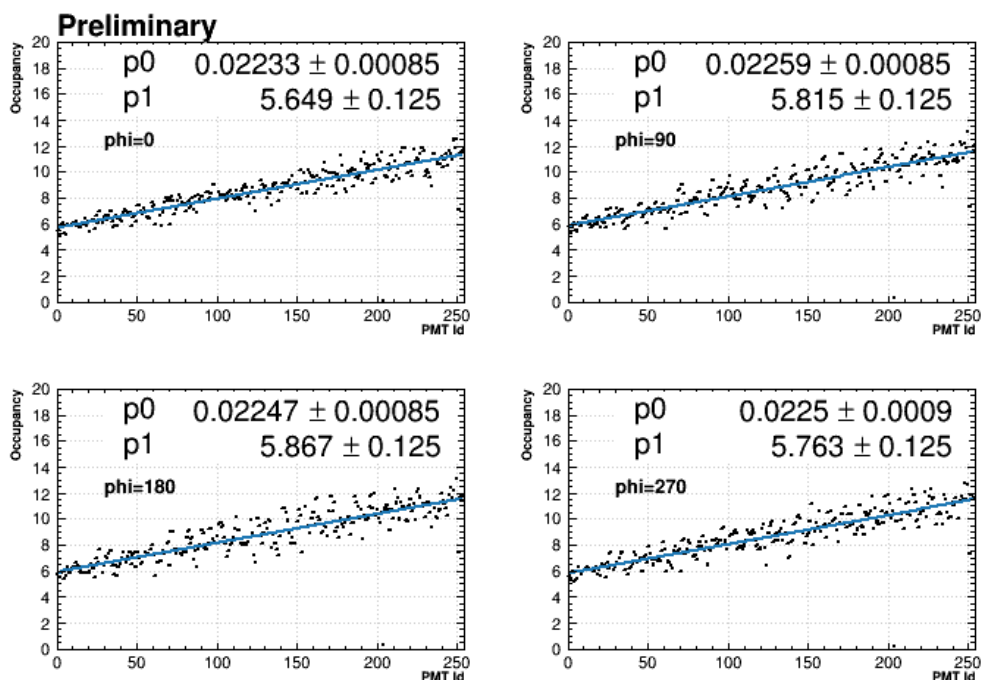 Preliminary
Occupancy
20
18
16
14
12
10
8
6
4
2
0
p0 0.02233 ± 0.00085
p1 5.649 ± 0.125
phi=0
0 50 100 150 200 250
PMT Id
Occupancy
20
18
16
14
12
10
8
6
4
2
0
p0 0.02259 ± 0.00085
p1 5.815 ± 0.125
phi=90
0 50 100 150 200 250
PMT Id
Occupancy
20
18
16
14
12
10
8
6
4
2
0
p0 0.02247 ± 0.00085
p1 5.867 ± 0.125
phi=180
0 50 100 150 200 250
PMT Id
Occupancy
20
18
16
14
12
10
8
6
4
2
0
p0 0.0225 ± 0.0009
p1 5.763 ± 0.125
phi=270
0 50 100 150 200 250
PMT Id